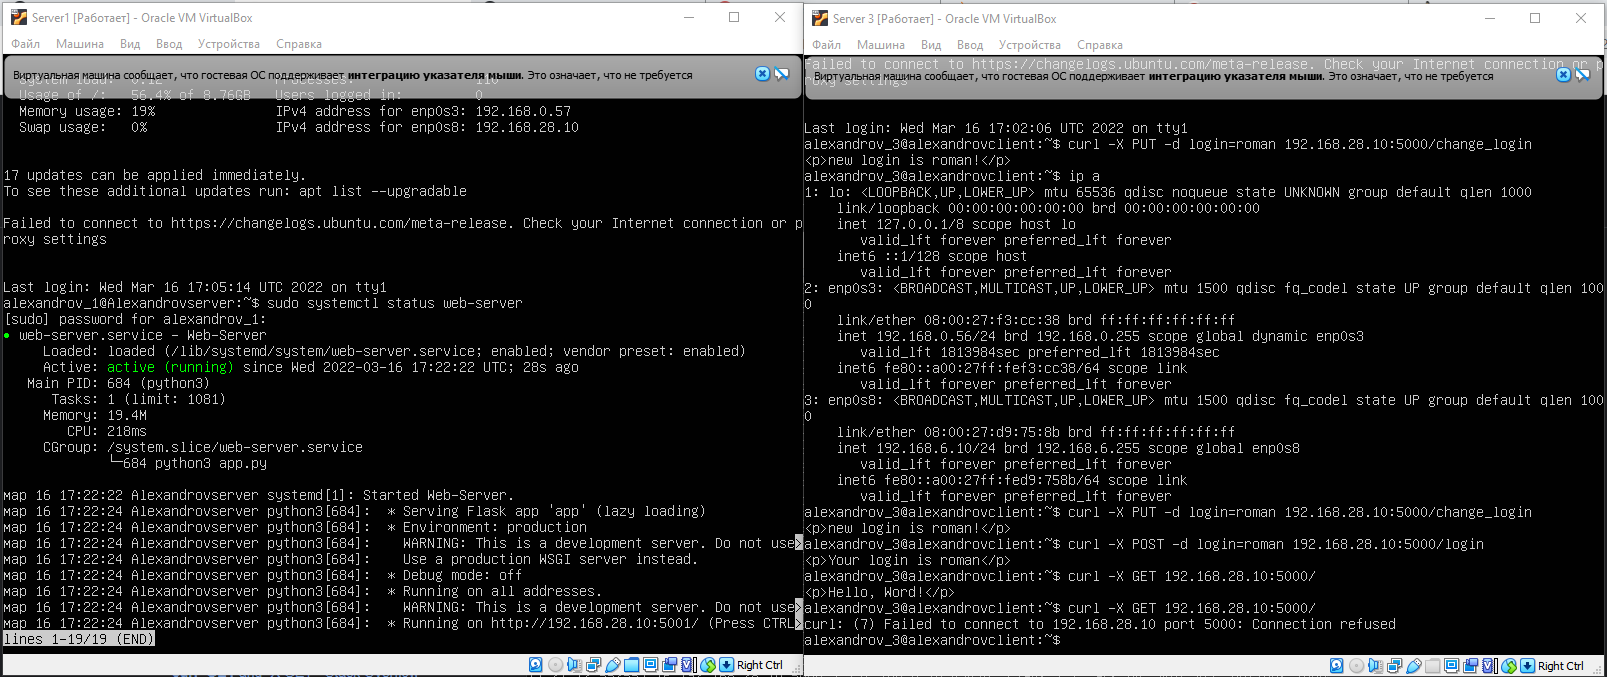 Server1 [Работает] - Oracle VM VirtualBox
Файл Машина Вид Ввод Устройства Справка
Виртуальная машина сообщает, что гостевая ОС поддерживает интеграцию указателя мыши. Это означает, что не требуется
Usage of /: 56.4% of 8.76GB Users logged in: 0
Memory usage: 19% IPv4 address for enp0s3: 192.168.0.57
Swap usage: 0% IPv4 address for enp0s8: 192.168.28.10
17 updates can be applied immediately.
To see these additional updates run: apt list --upgradable
Failed to connect to https://changelogs.ubuntu.com/meta-release. Check your Internet connection or p
roxy settings
Last login: Wed Mar 16 17:05:14 UTC 2022 on tty1
alexandrov_1@Alexandrovserver:~$ sudo systemctl status web-server
[sudo] password for alexandrov_1:
● web-server.service - Web-Server
Loaded: loaded (/lib/systemd/system/web-server.service; enabled; vendor preset: enabled)
Active: active (running) since Wed 2022-03-16 17:22:22 UTC; 28s ago
Main PID: 684 (python3)
Tasks: 1 (limit: 1081)
Memory: 19.4M
CPU: 218ms
CGroup: /system.slice/web-server.service
└─684 python3 app.py
мар 16 17:22:22 Alexandrovserver systemd[1]: Started Web-Server.
мар 16 17:22:24 Alexandrovserver python3[684]: * Serving Flask app 'app' (lazy loading)
мар 16 17:22:24 Alexandrovserver python3[684]: * Environment: production
мар 16 17:22:24 Alexandrovserver python3[684]: WARNING: This is a development server. Do not use>
мар 16 17:22:24 Alexandrovserver python3[684]: Use a production WSGI server instead.
мар 16 17:22:24 Alexandrovserver python3[684]: * Debug mode: off
мар 16 17:22:24 Alexandrovserver python3[684]: * Running on all addresses.
мар 16 17:22:24 Alexandrovserver python3[684]: WARNING: This is a development server. Do not use>
мар 16 17:22:24 Alexandrovserver python3[684]: * Running on http://192.168.28.10:5001/ (Press CTRL>
lines 1-19/19 (END)
Right Ctrl
Server 3 [Работает] - Oracle VM VirtualBox
Файл Машина Вид Ввод Устройства Справка
Failed to connect to https://changelogs.ubuntu.com/meta-release. Check your Internet connection or p
Виртуальная машина сообщает, что гостевая ОС поддерживает интеграцию указателя мыши. Это означает, что не требуется
roxy settings
Last login: Wed Mar 16 17:02:06 UTC 2022 on tty1
alexandrov_3@alexandrovclient:~$ curl -X PUT -d login=roman 192.168.28.10:5000/change_login
<p>new login is roman!</p>
alexandrov_3@alexandrovclient:~$ ip a
1: lo: <LOOPBACK,UP,LOWER_UP> mtu 65536 qdisc noqueue state UNKNOWN group default qlen 1000
link/loopback 00:00:00:00:00:00 brd 00:00:00:00:00:00
inet 127.0.0.1/8 scope host lo
valid_lft forever preferred_lft forever
inet6 ::1/128 scope host
valid_lft forever preferred_lft forever
2: enp0s3: <BROADCAST,MULTICAST,UP,LOWER_UP> mtu 1500 qdisc fq_codel state UP group default qlen 100
0
link/ether 08:00:27:f3:cc:38 brd ff:ff:ff:ff:ff:ff
inet 192.168.0.56/24 brd 192.168.0.255 scope global dynamic enp0s3
valid_lft 1813984sec preferred_lft 1813984sec
inet6 fe80::a00:27ff:fef3:cc38/64 scope link
valid_lft forever preferred_lft forever
3: enp0s8: <BROADCAST,MULTICAST,UP,LOWER_UP> mtu 1500 qdisc fq_codel state UP group default qlen 100
0
link/ether 08:00:27:d9:75:8b brd ff:ff:ff:ff:ff:ff
inet 192.168.6.10/24 brd 192.168.6.255 scope global enp0s8
valid_lft forever preferred_lft forever
inet6 fe80::a00:27ff:fed9:758b/64 scope link
valid_lft forever preferred_lft forever
alexandrov_3@alexandrovclient:~$ curl -X PUT -d login=roman 192.168.28.10:5000/change_login
<p>new login is roman!</p>
alexandrov_3@alexandrovclient:~$ curl -X POST -d login=roman 192.168.28.10:5000/login
<p>Your login is roman</p>
alexandrov_3@alexandrovclient:~$ curl -X GET 192.168.28.10:5000/
<p>Hello, Word!</p>
alexandrov_3@alexandrovclient:~$ curl -X GET 192.168.28.10:5000/
curl: (7) Failed to connect to 192.168.28.10 port 5000: Connection refused
alexandrov_3@alexandrovclient:~$
Right Ctrl